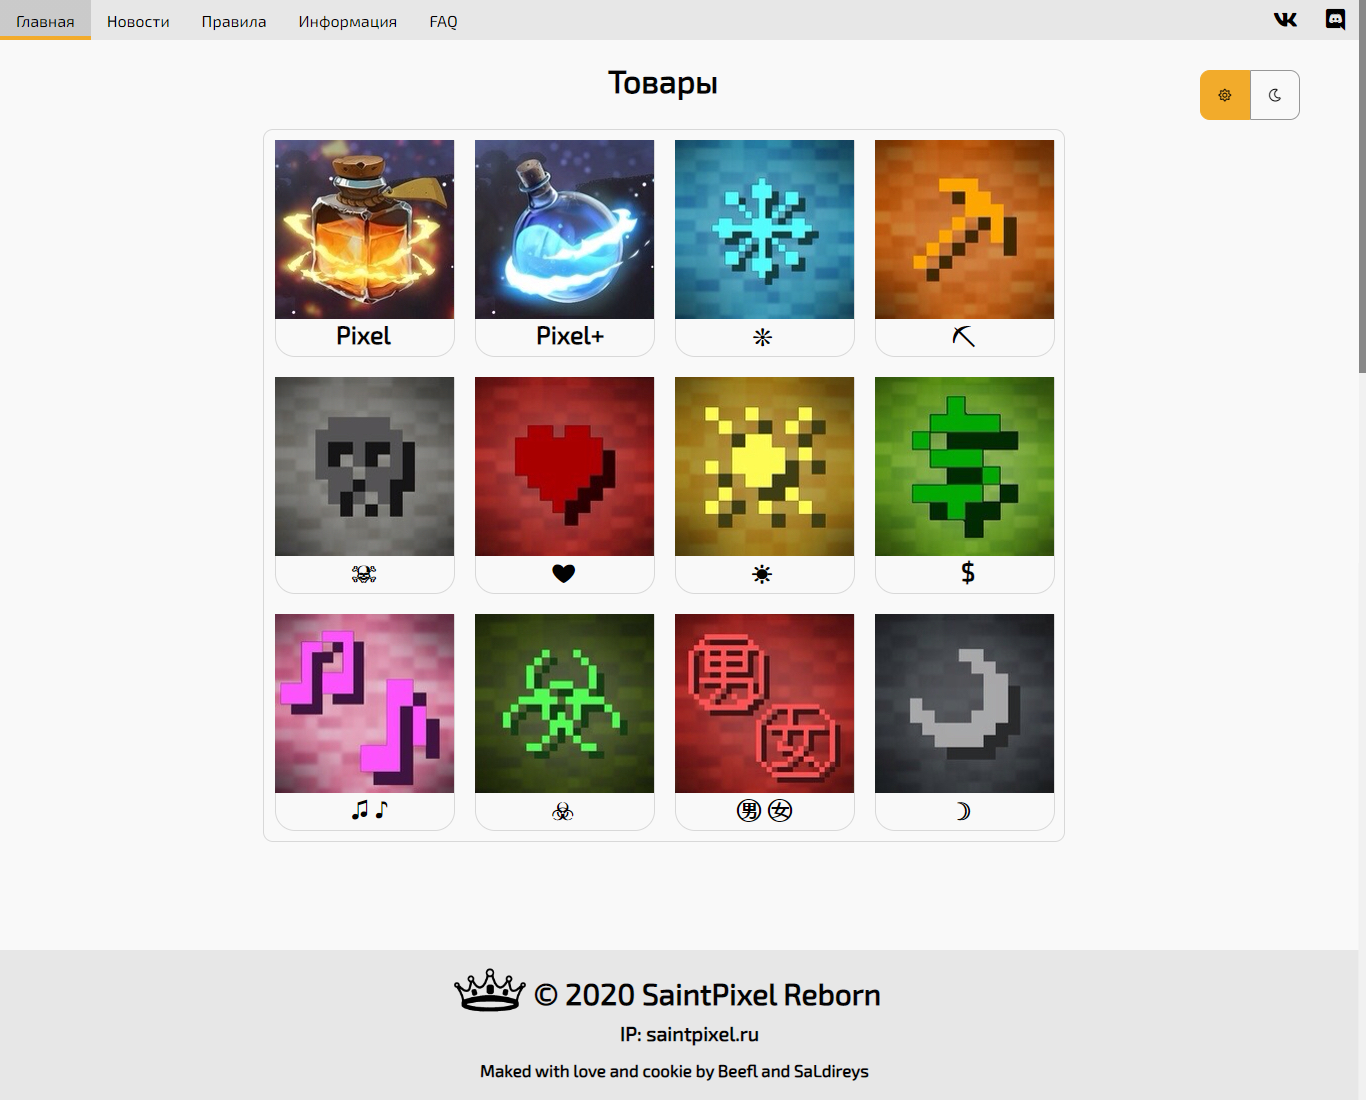 Главная Новости Правила Информация FAQ
Товары
Pixel Pixel+ ❊ ⛏
☠ ♥ ☀ $
♫ ♪ ☣ ㊚ ㊛ ☽
© 2020 SaintPixel Reborn
IP: saintpixel.ru
Maked with love and cookie by Beefl and SaLdireys